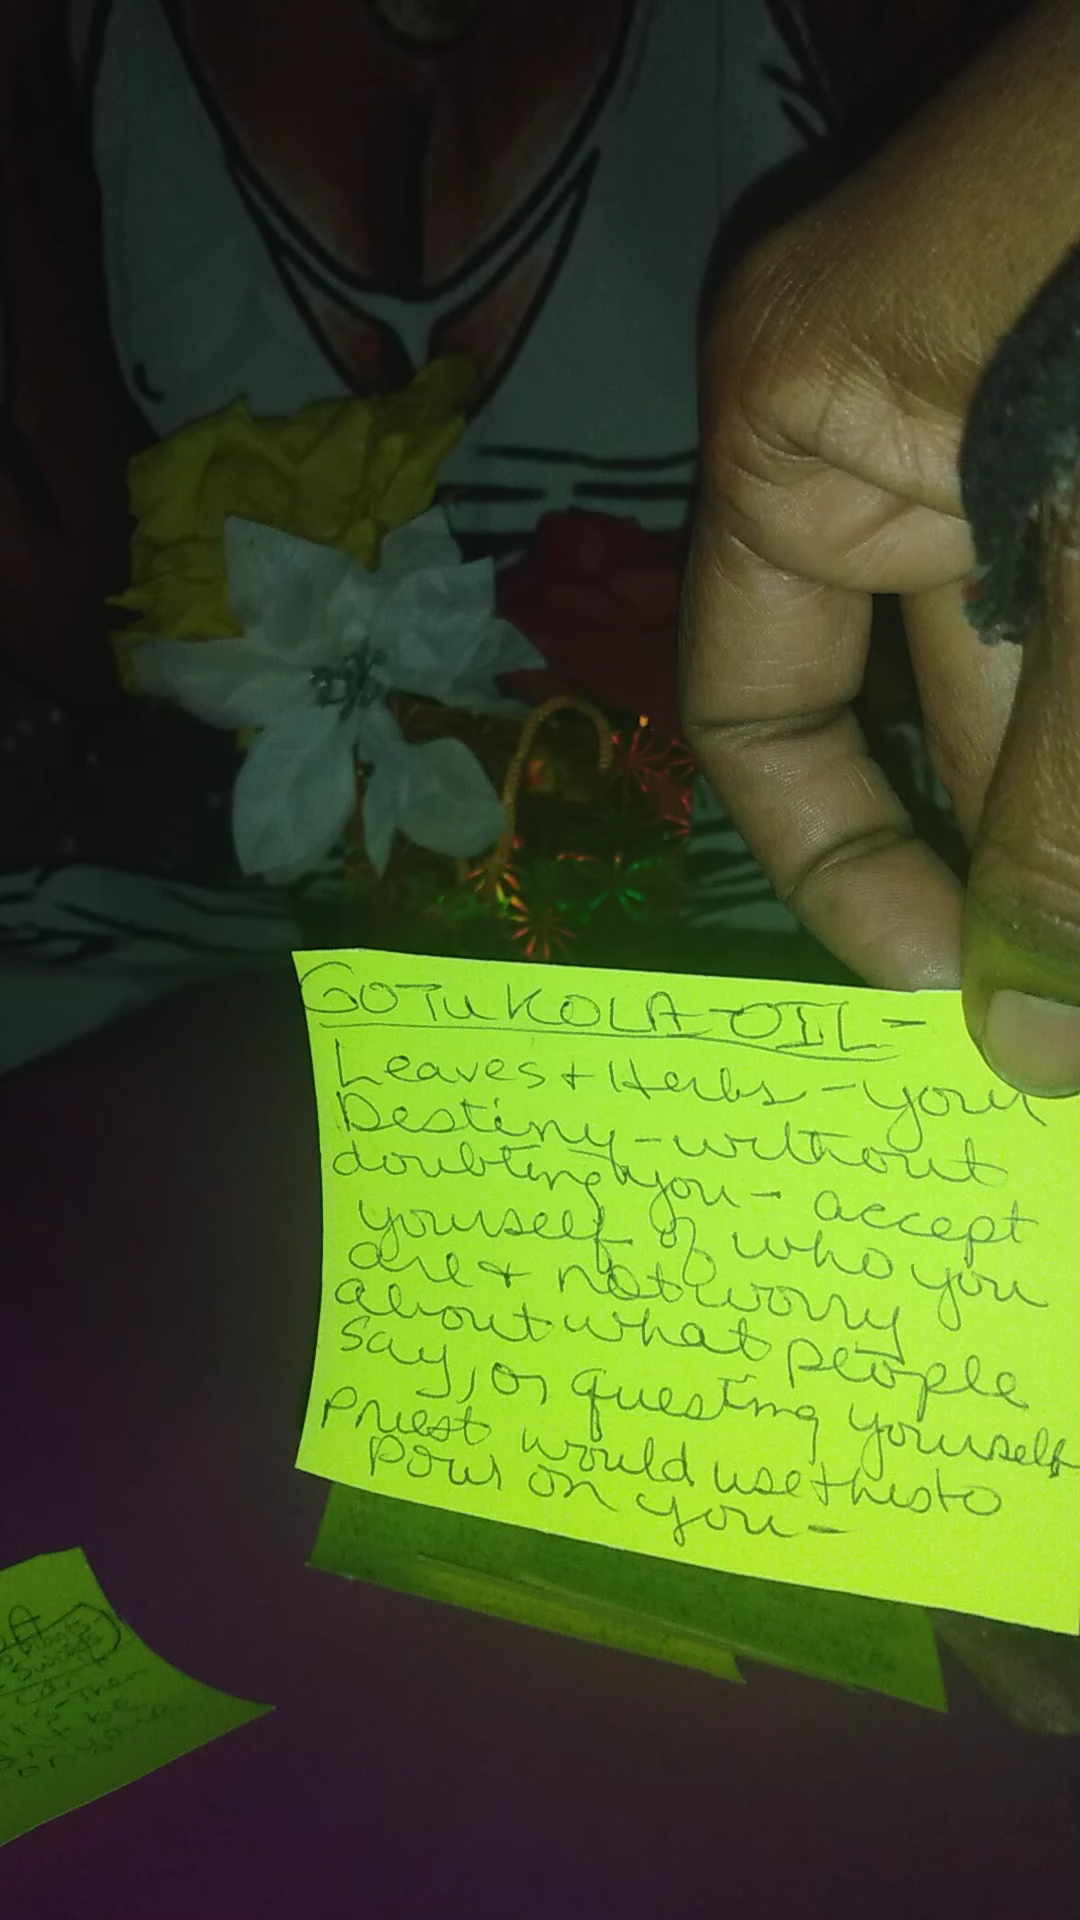 GOTU KOLA-OIL-
Leaves + Herbs - your
Destiny - without
doubting you - accept
yourself of who you
are + not worry
about what people
say, or questing yourself
Priest would use this to
Pour on you -